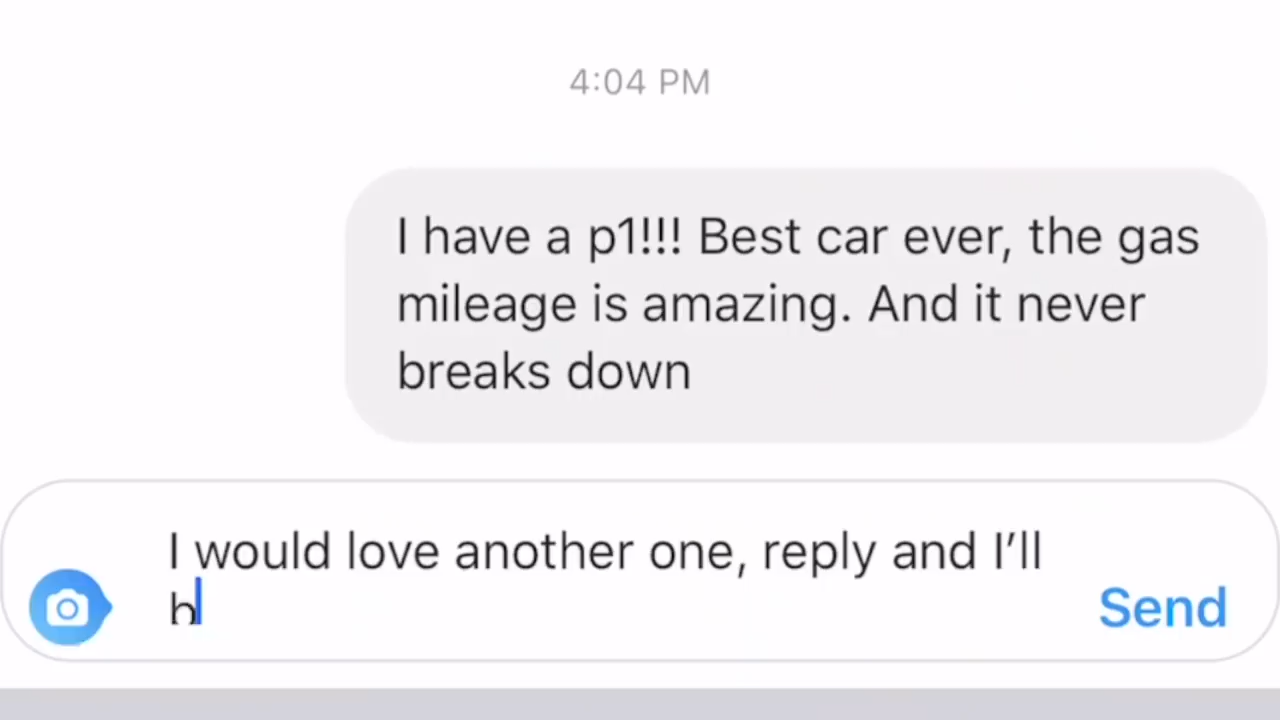 4:04 PM
I have a p1!!! Best car ever, the gas
mileage is amazing. And it never
breaks down
I would love another one, reply and I’ll
Send